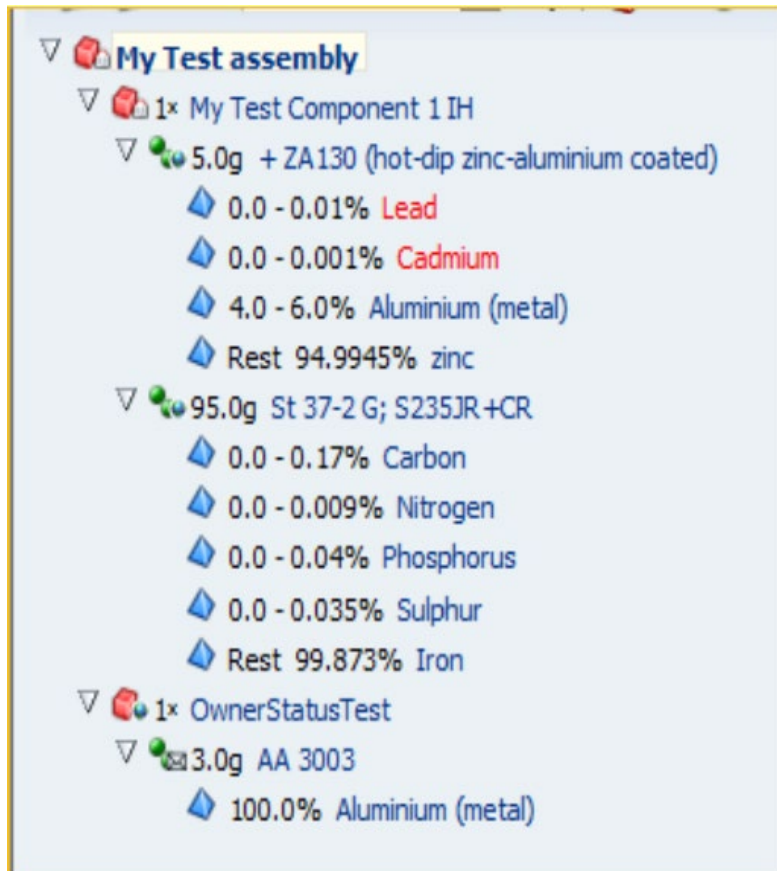 My Test assembly
1x My Test Component 1 IH
5.0g + ZA130 (hot-dip zinc-aluminium coated)
0.0 - 0.01% Lead
0.0 - 0.001% Cadmium
4.0 - 6.0% Aluminium (metal)
Rest 94.9945% zinc
95.0g St 37-2 G; S235JR+CR
0.0 - 0.17% Carbon
0.0 - 0.009% Nitrogen
0.0 - 0.04% Phosphorus
0.0 - 0.035% Sulphur
Rest 99.873% Iron
1x OwnerStatusTest
3.0g AA 3003
100.0% Aluminium (metal)